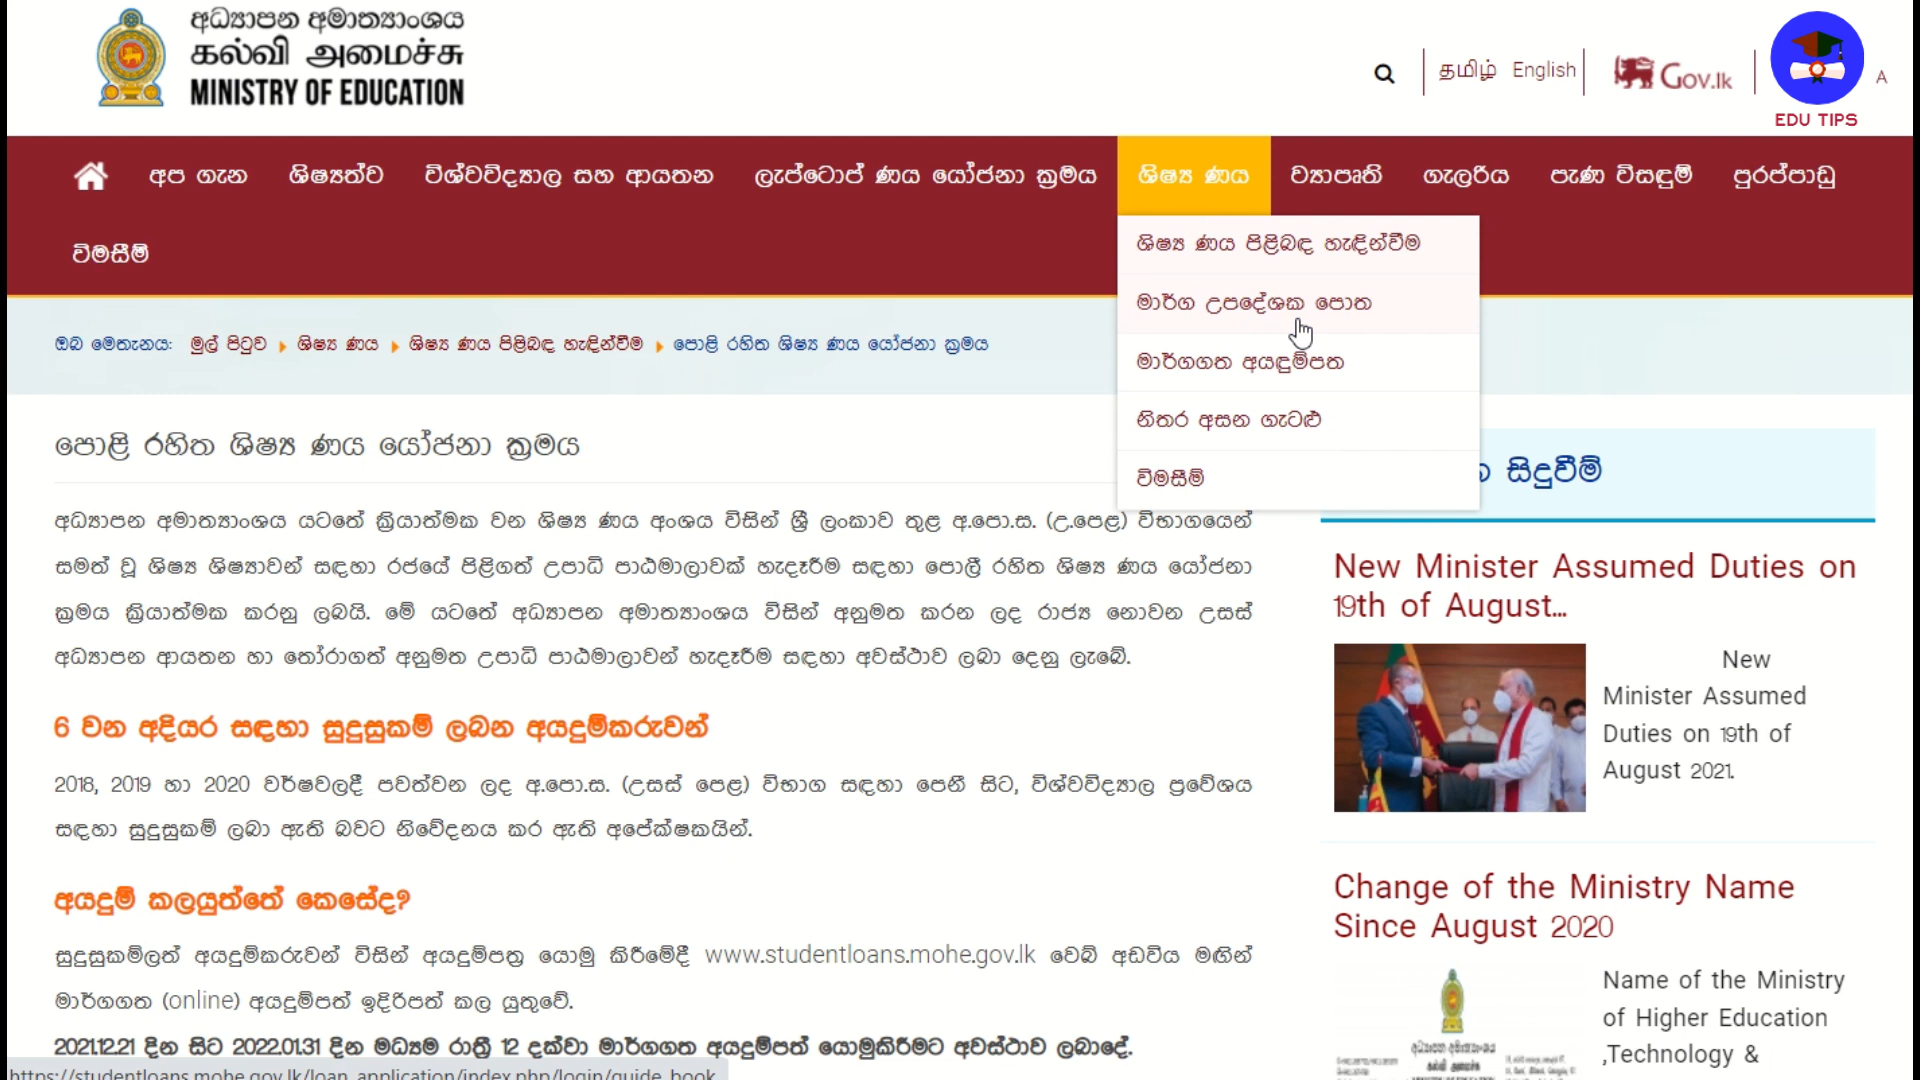 අධ්‍යාපන අමාත්‍යාංශය
கல்வி அமைச்சு
MINISTRY OF EDUCATION
தமிழ் English
Gov.lk
A
EDU TIPS
අප ගැන ශිෂ්‍යත්ව විශ්වවිද්‍යාල සහ ආයතන ලැප්ටොප් ණය යෝජනා ක්‍රමය ශිෂ්‍ය ණය ව්‍යාපෘති ගැලරිය පැණ විසඳුම් පුරප්පාඩු
විමසීම්
ශිෂ්‍ය ණය පිළිබඳ හැඳින්වීම
මාර්ග උපදේශක පොත
මාර්ගගත අයඳුම්පත
නිතර අසන ගැටළු
විමසීම්
ඔබ මෙතැනය: මුල් පිටුව ශිෂ්‍ය ණය ශිෂ්‍ය ණය පිළිබඳ හැඳින්වීම පොළි රහිත ශිෂ්‍ය ණය යෝජනා ක්‍රමය
පොළි රහිත ශිෂ්‍ය ණය යෝජනා ක්‍රමය
අධ්‍යාපන අමාත්‍යාංශය යටතේ ක්‍රියාත්මක වන ශිෂ්‍ය ණය අංශය විසින් ශ්‍රී ලංකාව තුළ අ.පො.ස. (උ.පෙළ) විභාගයෙන්
සමත් වූ ශිෂ්‍ය ශිෂ්‍යාවන් සඳහා රජයේ පිළිගත් උපාධි පාඨමාලාවක් හැදෑරීම සඳහා පොලී රහිත ශිෂ්‍ය ණය යෝජනා
ක්‍රමය ක්‍රියාත්මක කරනු ලබයි. මේ යටතේ අධ්‍යාපන අමාත්‍යාංශය විසින් අනුමත කරන ලද රාජ්‍ය නොවන උසස්
අධ්‍යාපන ආයතන හා තෝරාගත් අනුමත උපාධි පාඨමාලාවන් හැදෑරීම සඳහා අවස්ථාව ලබා දෙනු ලැබේ.
6 වන අදියර සඳහා සුදුසුකම් ලබන අයදුම්කරුවන්
2018, 2019 හා 2020 වර්ෂවලදී පවත්වන ලද අ.පො.ස. (උසස් පෙළ) විභාග සඳහා පෙනී සිට, විශ්වවිද්‍යාල ප්‍රවේශය
සඳහා සුදුසුකම් ලබා ඇති බවට නිවේදනය කර ඇති අපේක්ෂකයින්.
අයදුම් කලයුත්තේ කෙසේද?
සුදුසුකම්ලත් අයදුම්කරුවන් විසින් අයදුම්පත්‍ර යොමු කිරීමේදී www.studentloans.mohe.gov.lk වෙබ් අඩවිය මඟින්
මාර්ගගත (online) අයදුම්පත් ඉදිරිපත් කල යුතුවේ.
2021.12.21 දින සිට 2022.01.31 දින මධ්‍යම රාත්‍රී 12 දක්වා මාර්ගගත අයදුම්පත් යොමුකිරීමට අවස්ථාව ලබාදේ.
https://studentloans.mohe.gov.lk/loan_application/index.php/login/guide_book
සිදුවීම්
New Minister Assumed Duties on
19th of August...
New
Minister Assumed
Duties on 19th of
August 2021.
Change of the Ministry Name
Since August 2020
Name of the Ministry
of Higher Education
,Technology &
අධ්‍යාපන අමාත්‍යාංශය
கல்வி அமைச்சு